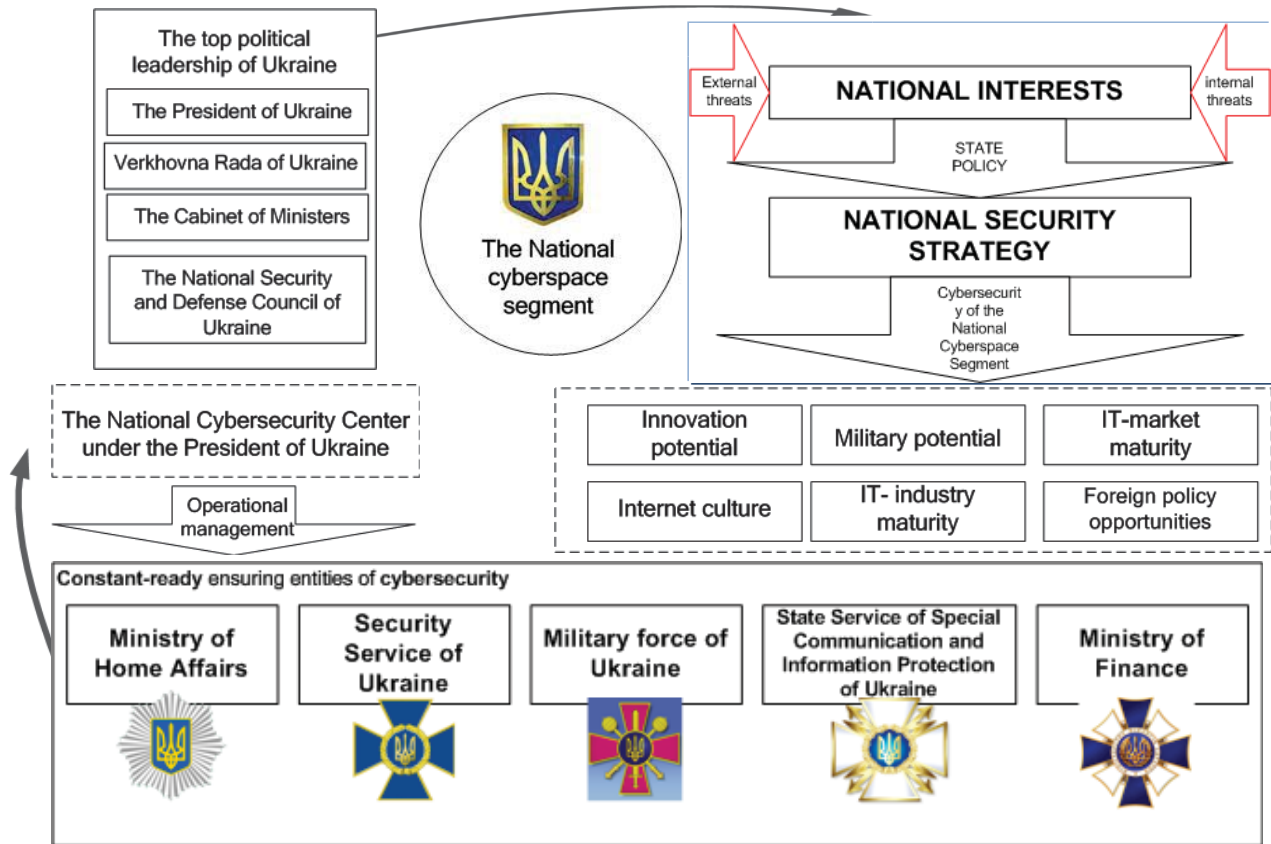 The top political
leadership of Ukraine
The President of Ukraine
Verkhovna Rada of Ukraine
The Cabinet of Ministers
The National Security
and Defense Council of
Ukraine
The National
cyberspace
segment
External
threats
NATIONAL INTERESTS
internal
threats
STATE
POLICY
NATIONAL SECURITY
STRATEGY
Cybersecurit
y of the
National
Cyberspace
Segment
The National Cybersecurity Center
under the President of Ukraine
Operational
management
Innovation
potential
Military potential
IT-market
maturity
Internet culture
IT- industry
maturity
Foreign policy
opportunities
Constant-ready ensuring entities of cybersecurity
Ministry of
Home Affairs
Security
Service of
Ukraine
Military force of
Ukraine
State Service of Special
Communication and
Information Protection
of Ukraine
Ministry of
Finance